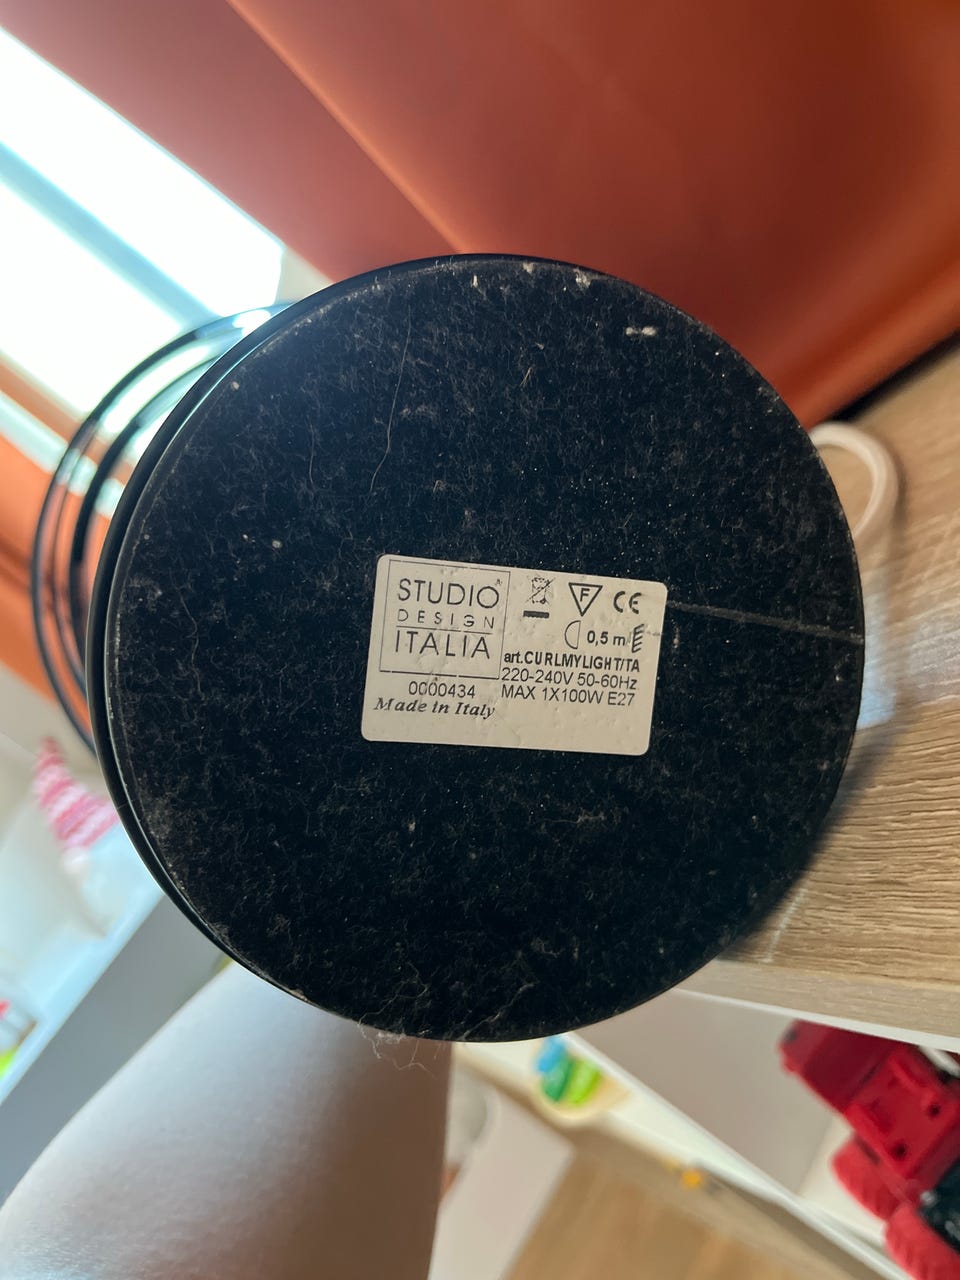 STUDIO
DESIGN
ITALIA
0000434
Made in Italy
F CE
0,5 m
art.CURLMYLIGHT/TA
220-240V 50-60Hz
MAX 1X100W E27